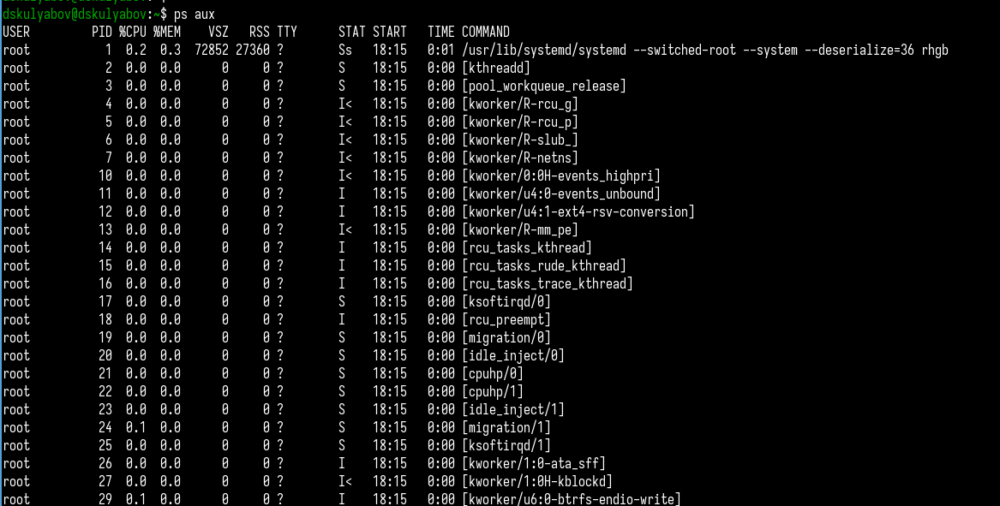 dskulyabov@dskulyabov:~$ ps aux
USER PID %CPU %MEM VSZ RSS TTY STAT START TIME COMMAND
root 1 0.2 0.3 72852 27360 ? Ss 18:15 0:01 /usr/lib/systemd/systemd --switched-root --system --deserialize=36 rhgb
root 2 0.0 0.0 0 0 ? S 18:15 0:00 [kthreadd]
root 3 0.0 0.0 0 0 ? S 18:15 0:00 [pool_workqueue_release]
root 4 0.0 0.0 0 0 ? I< 18:15 0:00 [kworker/R-rcu_g]
root 5 0.0 0.0 0 0 ? I< 18:15 0:00 [kworker/R-rcu_p]
root 6 0.0 0.0 0 0 ? I< 18:15 0:00 [kworker/R-slub_]
root 7 0.0 0.0 0 0 ? I< 18:15 0:00 [kworker/R-netns]
root 10 0.0 0.0 0 0 ? I< 18:15 0:00 [kworker/0:0H-events_highpri]
root 11 0.0 0.0 0 0 ? I 18:15 0:00 [kworker/u4:0-events_unbound]
root 12 0.0 0.0 0 0 ? I 18:15 0:00 [kworker/u4:1-ext4-rsv-conversion]
root 13 0.0 0.0 0 0 ? I< 18:15 0:00 [kworker/R-mm_pe]
root 14 0.0 0.0 0 0 ? I 18:15 0:00 [rcu_tasks_kthread]
root 15 0.0 0.0 0 0 ? I 18:15 0:00 [rcu_tasks_rude_kthread]
root 16 0.0 0.0 0 0 ? I 18:15 0:00 [rcu_tasks_trace_kthread]
root 17 0.0 0.0 0 0 ? S 18:15 0:00 [ksoftirqd/0]
root 18 0.0 0.0 0 0 ? I 18:15 0:00 [rcu_preempt]
root 19 0.0 0.0 0 0 ? S 18:15 0:00 [migration/0]
root 20 0.0 0.0 0 0 ? S 18:15 0:00 [idle_inject/0]
root 21 0.0 0.0 0 0 ? S 18:15 0:00 [cpuhp/0]
root 22 0.0 0.0 0 0 ? S 18:15 0:00 [cpuhp/1]
root 23 0.0 0.0 0 0 ? S 18:15 0:00 [idle_inject/1]
root 24 0.1 0.0 0 0 ? S 18:15 0:00 [migration/1]
root 25 0.0 0.0 0 0 ? S 18:15 0:00 [ksoftirqd/1]
root 26 0.0 0.0 0 0 ? I 18:15 0:00 [kworker/1:0-ata_sff]
root 27 0.0 0.0 0 0 ? I< 18:15 0:00 [kworker/1:0H-kblockd]
root 29 0.1 0.0 0 0 ? I 18:15 0:00 [kworker/u6:0-btrfs-endio-write]